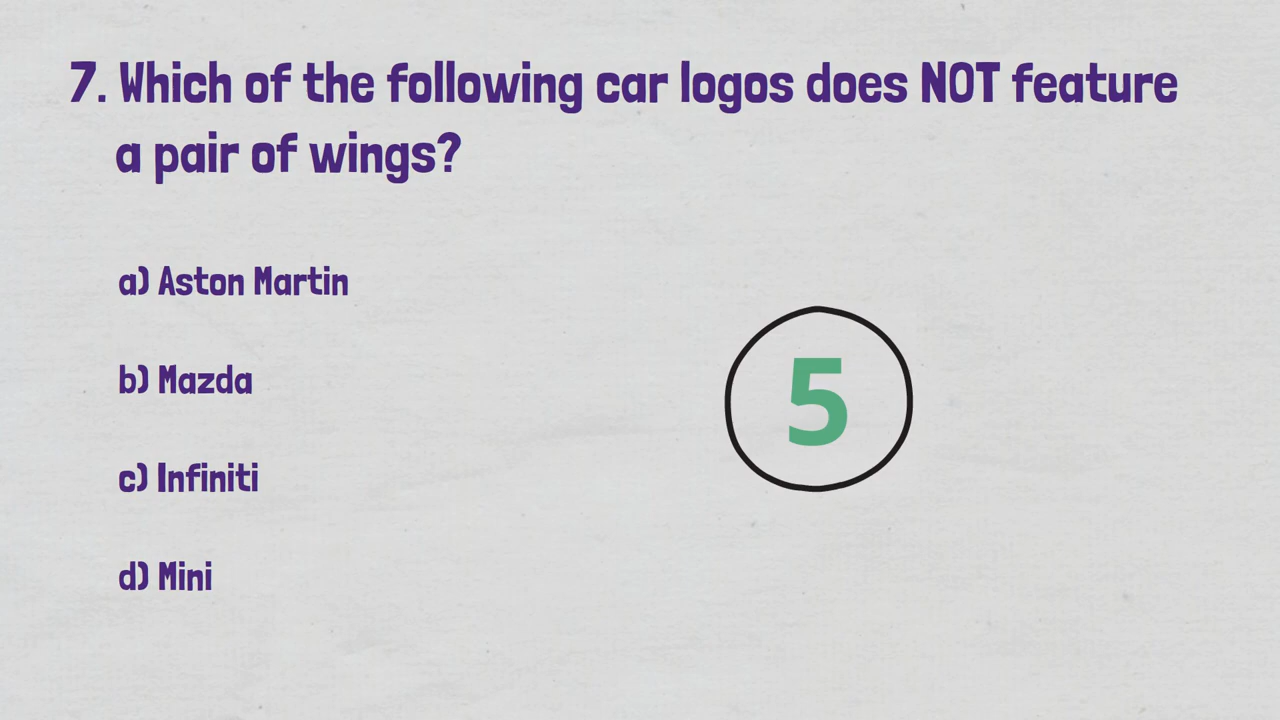 7. Which of the following car logos does NOT feature
a pair of wings?
a) Aston Martin
b) Mazda
5
c) Infiniti
d) Mini